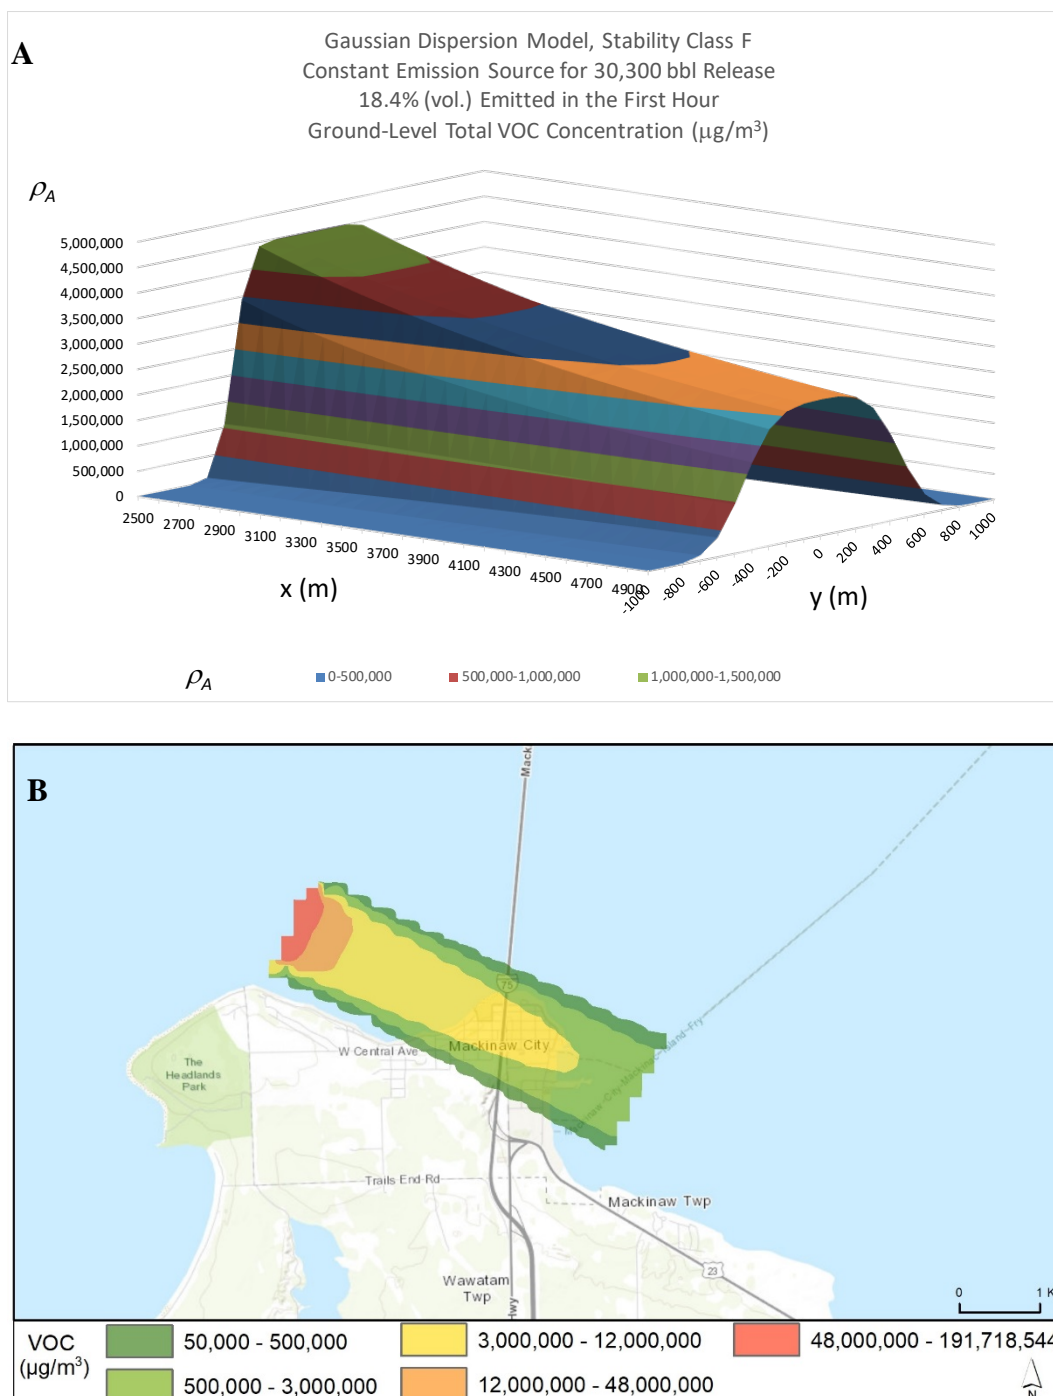 A
Gaussian Dispersion Model, Stability Class F
Constant Emission Source for 30,300 bbl Release
18.4% (vol.) Emitted in the First Hour
Ground-Level Total VOC Concentration (μg/m³)
ρA
5,000,000
4,500,000
4,000,000
3,500,000
3,000,000
2,500,000
2,000,000
1,500,000
1,000,000
500,000
0
2500
2700
2900
3100
3300
3500
3700
3900
4100
4300
4500
4700
4900
-1000
-800
-600
-400
-200
0
200
400
600
800
1000
x (m)
y (m)
ρA
0-500,000
500,000-1,000,000
1,000,000-1,500,000
B
75
The
Headlands
Park
W Central Ave
Mackinaw City
Mackinaw-City-Mackinac-Island-Fry
Trails End Rd
Mackinaw Twp
23
Wawatam
Twp
0 1 K
VOC
(μg/m³)
50,000 - 500,000
3,000,000 - 12,000,000
48,000,000 - 191,718,544
500,000 - 3,000,000
12,000,000 - 48,000,000
N